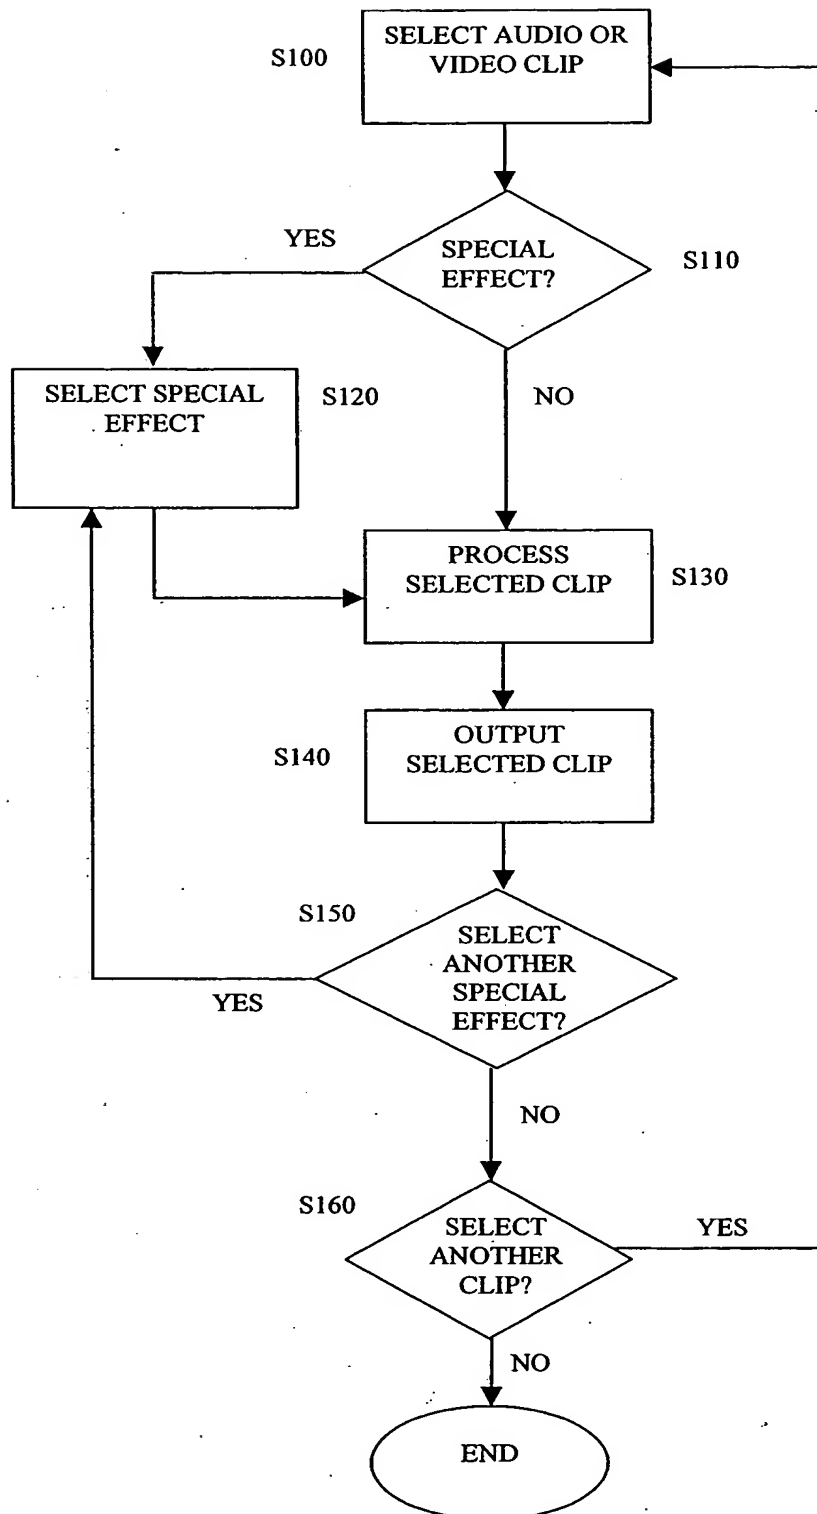 SELECT AUDIO OR
VIDEO CLIP
S100
YES
SPECIAL
EFFECT?
S110
SELECT SPECIAL
EFFECT
S120
NO
PROCESS
SELECTED CLIP
S130
OUTPUT
SELECTED CLIP
S140
S150
SELECT
ANOTHER
SPECIAL
EFFECT?
YES
NO
S160
SELECT
ANOTHER
CLIP?
YES
NO
END